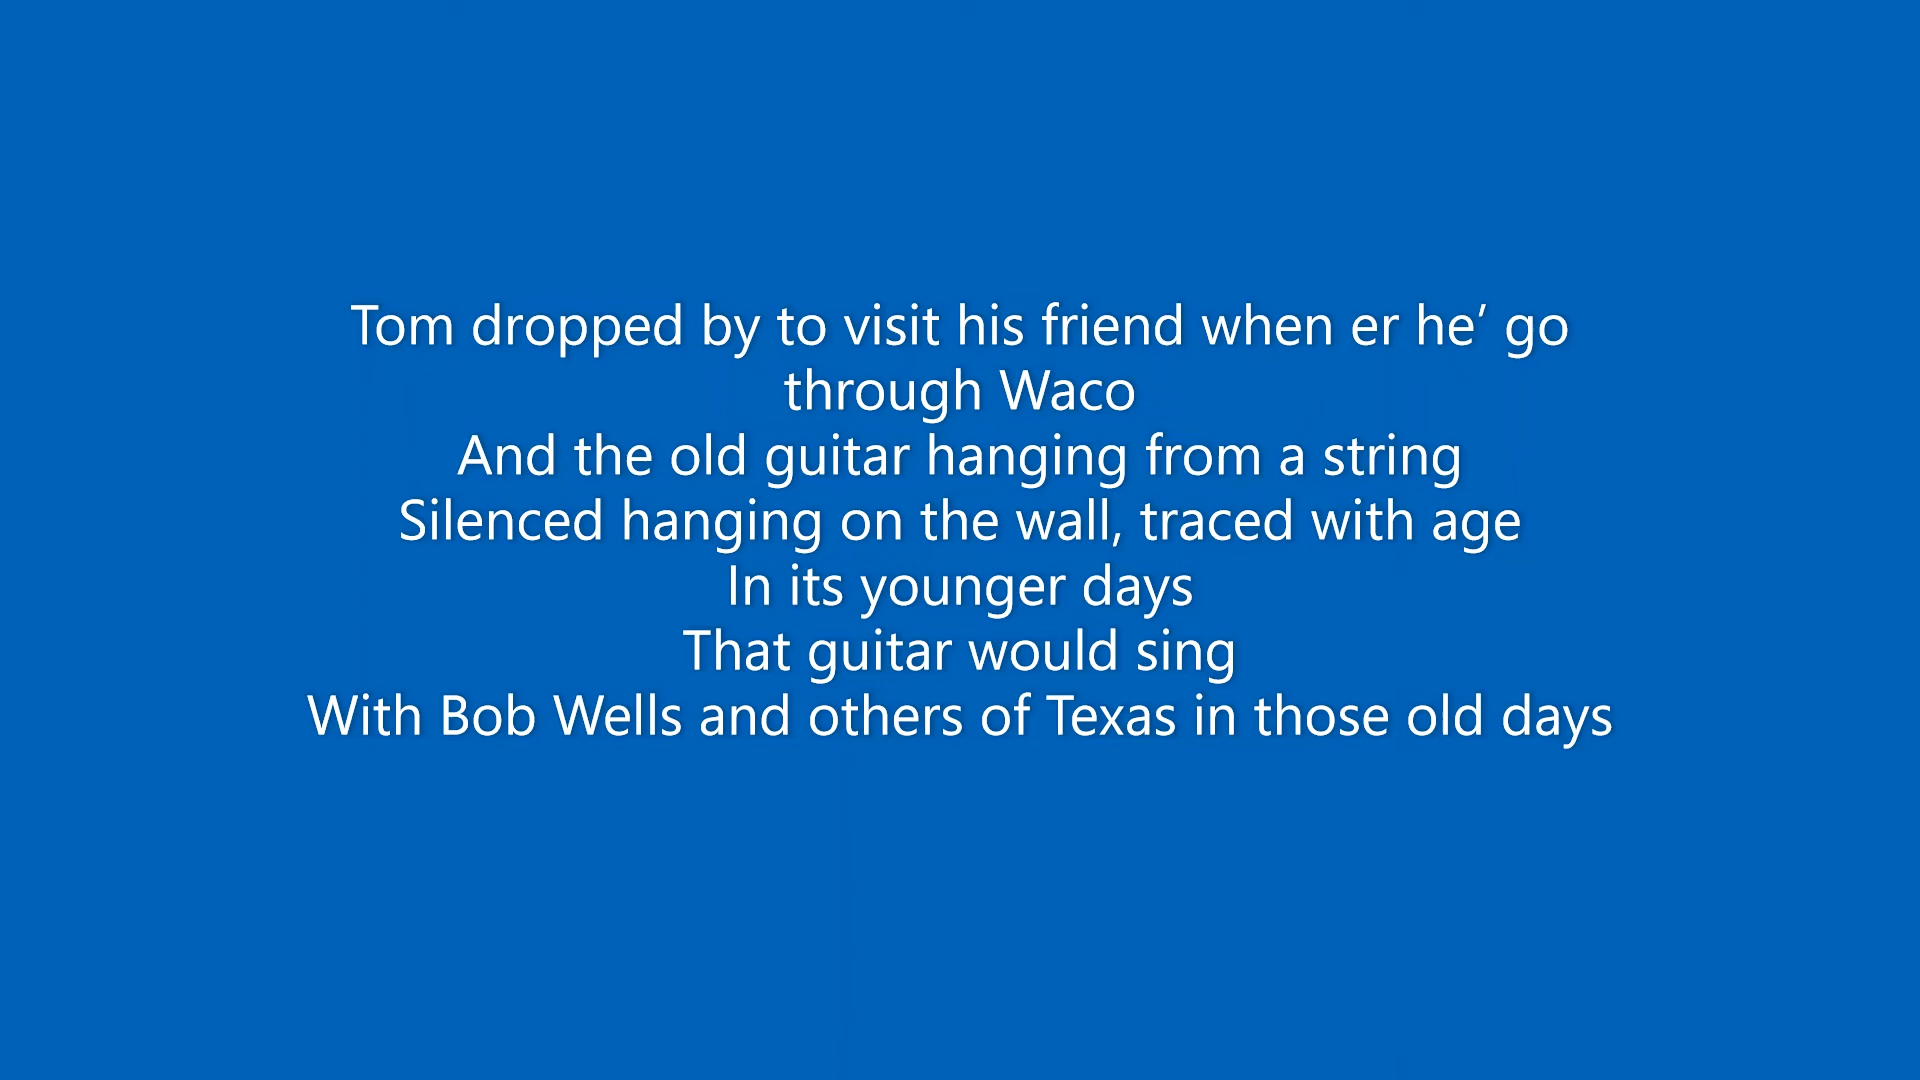 Tom dropped by to visit his friend when er he’ go
through Waco
And the old guitar hanging from a string
Silenced hanging on the wall, traced with age
In its younger days
That guitar would sing
With Bob Wells and others of Texas in those old days